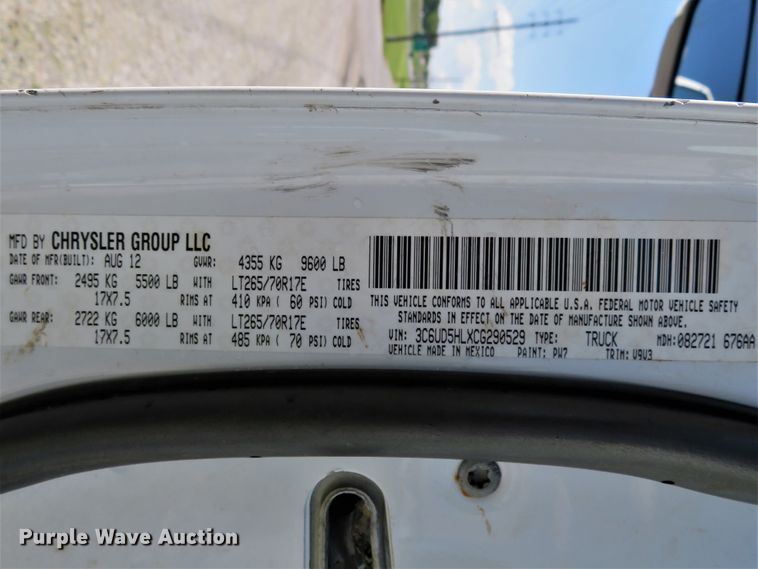 MFD BY CHRYSLER GROUP LLC
DATE OF MFR(BUILT): AUG 12 GVWR: 4355 KG 9600 LB
GAWR FRONT: 2495 KG 5500 LB WITH LT265/70R17E TIRES
17X7.5 RIMS AT 410 KPA ( 60 PSI) COLD
GAWR REAR: 2722 KG 6000 LB WITH LT265/70R17E TIRES
17X7.5 RIMS AT 485 KPA ( 70 PSI) COLD
THIS VEHICLE CONFORMS TO ALL APPLICABLE U.S.A. FEDERAL MOTOR VEHICLE SAFETY
STANDARDS IN EFFECT ON THE DATE OF MANUFACTURE SHOWN ABOVE.
VIN: 3C6UD5HLXCG290529 TYPE: TRUCK MDH:082721 676AA
VEHICLE MADE IN MEXICO PAINT: PW7 TRIM: V9V3
Purple Wave Auction